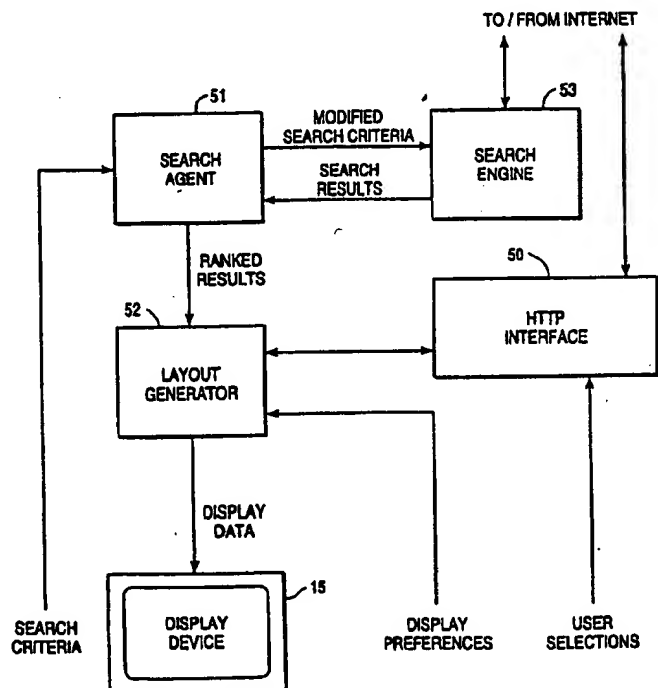 TO / FROM INTERNET
51
53
MODIFIED
SEARCH CRITERIA
SEARCH
AGENT
SEARCH
ENGINE
SEARCH
RESULTS
RANKED
RESULTS
50
52
HTTP
INTERFACE
LAYOUT
GENERATOR
DISPLAY
DATA
15
DISPLAY
DEVICE
SEARCH
CRITERIA
DISPLAY
PREFERENCES
USER
SELECTIONS